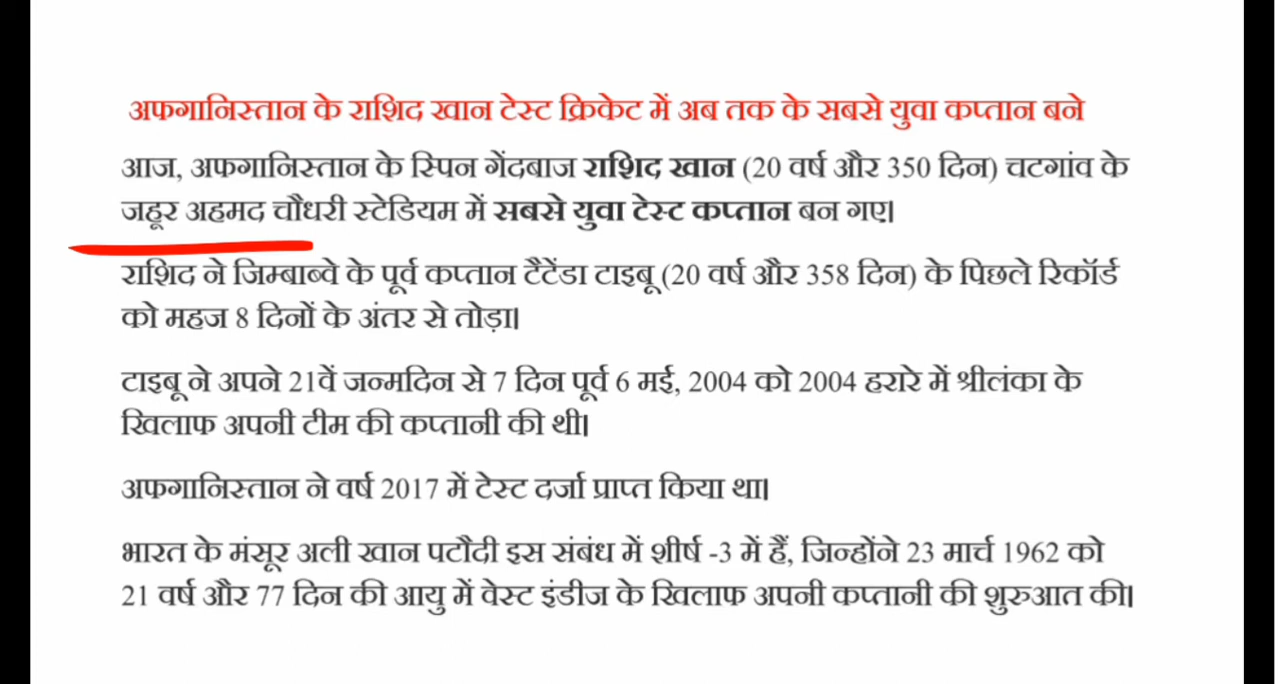 अफगानिस्तान के राशिद खान टेस्ट क्रिकेट में अब तक के सबसे युवा कप्तान बने
आज, अफगानिस्तान के स्पिन गेंदबाज राशिद खान (20 वर्ष और 350 दिन) चटगांव के
जहूर अहमद चौधरी स्टेडियम में सबसे युवा टेस्ट कप्तान बन गए।
राशिद ने जिम्बाब्वे के पूर्व कप्तान टैटेंडा टाइबू (20 वर्ष और 358 दिन) के पिछले रिकॉर्ड
को महज 8 दिनों के अंतर से तोड़ा।
टाइबू ने अपने 21वें जन्मदिन से 7 दिन पूर्व 6 मई, 2004 को 2004 हरारे में श्रीलंका के
खिलाफ अपनी टीम की कप्तानी की थी।
अफगानिस्तान ने वर्ष 2017 में टेस्ट दर्जा प्राप्त किया था।
भारत के मंसूर अली खान पटौदी इस संबंध में शीर्ष -3 में हैं, जिन्होंने 23 मार्च 1962 को
21 वर्ष और 77 दिन की आयु में वेस्ट इंडीज के खिलाफ अपनी कप्तानी की शुरुआत की।